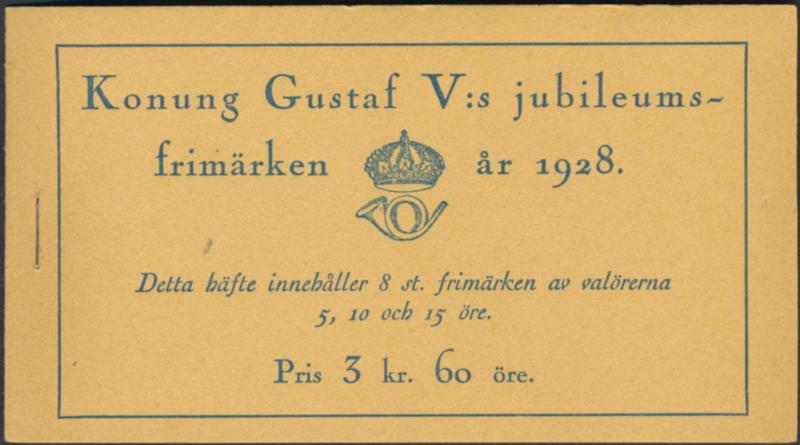 Konung Gustaf V:s jubileums-
frimärken år 1928.
Detta häfte innehåller 8 st. frimärken av valörerna
5, 10 och 15 öre.
Pris 3 kr. 60 öre.